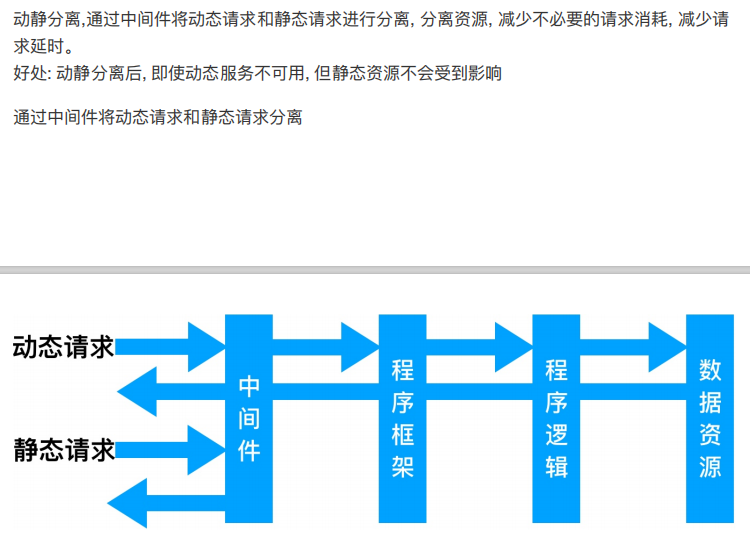 动静分离,通过中间件将动态请求和静态请求进行分离, 分离资源, 减少不必要的请求消耗, 减少请
求延时。
好处: 动静分离后, 即使动态服务不可用, 但静态资源不会受到影响
通过中间件将动态请求和静态请求分离
动态请求
静态请求
中间件
程序框架
程序逻辑
数据资源